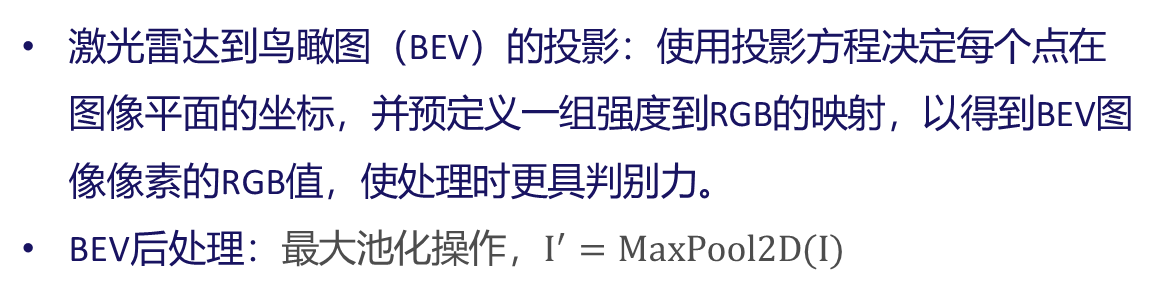 • 激光雷达到鸟瞰图（BEV）的投影：使用投影方程决定每个点在
图像平面的坐标，并预定义一组强度到RGB的映射，以得到BEV图
像像素的RGB值，使处理时更具判别力。
• BEV后处理：最大池化操作，I′ = MaxPool2D(I)